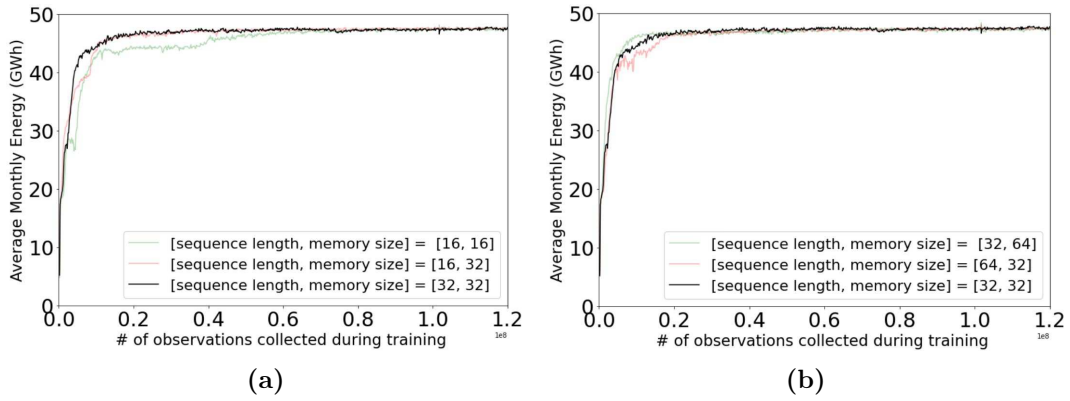 50
40
30
20
10
0
Average Monthly Energy (GWh)
[sequence length, memory size] = [16, 16]
[sequence length, memory size] = [16, 32]
[sequence length, memory size] = [32, 32]
0.0 0.2 0.4 0.6 0.8 1.0 1.2
1e8
# of observations collected during training
(a)
50
40
30
20
10
0
Average Monthly Energy (GWh)
[sequence length, memory size] = [32, 64]
[sequence length, memory size] = [64, 32]
[sequence length, memory size] = [32, 32]
0.0 0.2 0.4 0.6 0.8 1.0 1.2
1e8
# of observations collected during training
(b)